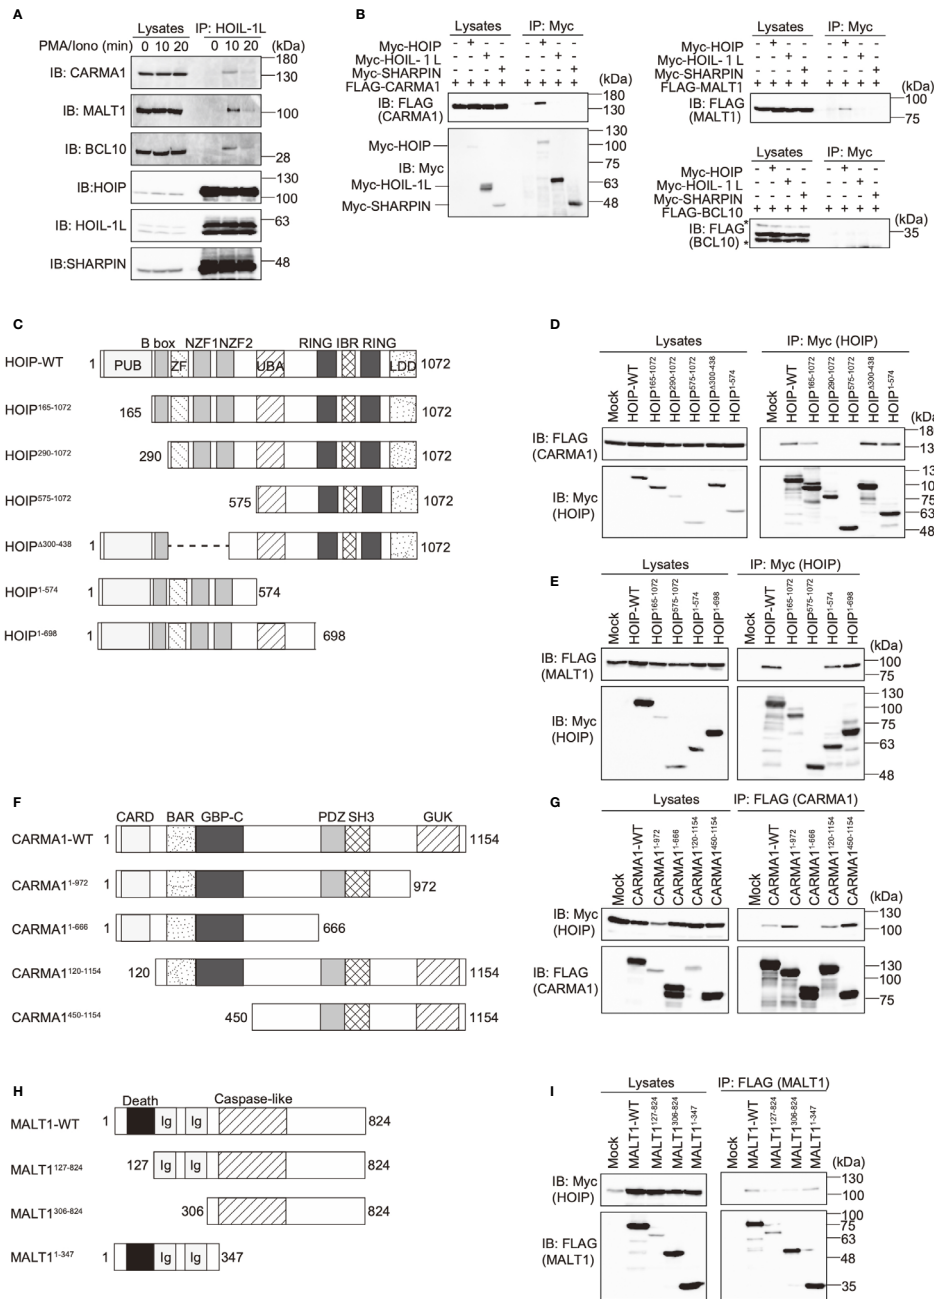 A
Lysates IP: HOIL-1L
PMA/Iono (min) 0 10 20 0 10 20 (kDa)
IB: CARMA1 180 130
IB: MALT1 100
IB: BCL10 28
IB:HOIP 130 100
IB: HOIL-1L 63
IB:SHARPIN 48
B
Lysates IP: Myc
Myc-HOIP - + - - - + - -
Myc-HOIL- 1 L - - + - - - + -
Myc-SHARPIN - - - + - - - +
FLAG-CARMA1 + + + + + + + + (kDa)
IB: FLAG (CARMA1) 180 130
Myc-HOIP
IB: Myc
Myc-HOIL-1L
Myc-SHARPIN
130
100
75
63
48
Lysates IP: Myc
Myc-HOIP - + - - - + - -
Myc-HOIL- 1 L - - + - - - + -
Myc-SHARPIN - - - + - - - +
FLAG-MALT1 + + + + + + + + (kDa)
IB: FLAG (MALT1) 100 75
Lysates IP: Myc
Myc-HOIP - + - - - + - -
Myc-HOIL- 1 L - - + - - - + -
Myc-SHARPIN - - - + - - - +
FLAG-BCL10 + + + + + + + + (kDa)
IB: FLAG* (BCL10) * 35
C
B box NZF1NZF2 RING IBR RING
HOIP-WT 1 PUB ZF UBA LDD 1072
HOIP165-1072 165 1072
HOIP290-1072 290 1072
HOIP575-1072 575 1072
HOIPΔ300-438 1 1072
HOIP1-574 1 574
HOIP1-698 1 698
D
Lysates IP: Myc (HOIP)
Mock HOIP-WT HOIP165-1072 HOIP290-1072 HOIP575-1072 HOIPΔ300-438 HOIP1-574
Mock HOIP-WT HOIP165-1072 HOIP290-1072 HOIP575-1072 HOIPΔ300-438 HOIP1-574
IB: FLAG (CARMA1)
IB: Myc (HOIP)
75
63
48
E
Lysates IP: Myc (HOIP)
Mock HOIP-WT HOIP165-1072 HOIP575-1072 HOIP1-574 HOIP1-698
Mock HOIP-WT HOIP165-1072 HOIP575-1072 HOIP1-574 HOIP1-698
(kDa)
IB: FLAG (MALT1) 100 75
IB: Myc (HOIP) 130 100 75 63 48
F
CARD BAR GBP-C PDZ SH3 GUK
CARMA1-WT 1 1154
CARMA11-972 1 972
CARMA11-666 1 666
CARMA1120-1154 120 1154
CARMA1450-1154 450 1154
G
Lysates IP: FLAG (CARMA1)
Mock CARMA1-WT CARMA11-972 CARMA11-666 CARMA1120-1154 CARMA1450-1154
Mock CARMA1-WT CARMA11-972 CARMA11-666 CARMA1120-1154 CARMA1450-1154
(kDa)
IB: Myc (HOIP) 130 100
IB: FLAG (CARMA1) 130 100 75
H
Death Caspase-like
MALT1-WT 1 Ig Ig 824
MALT1127-824 127 Ig Ig 824
MALT1306-824 306 824
MALT11-347 1 Ig Ig 347
I
Lysates IP: FLAG (MALT1)
Mock MALT1-WT MALT1127-824 MALT1306-824 MALT11-347
Mock MALT1-WT MALT1127-824 MALT1306-824 MALT11-347
(kDa)
IB: Myc (HOIP) 130 100
IB: FLAG (MALT1) 100 75 63 48 35